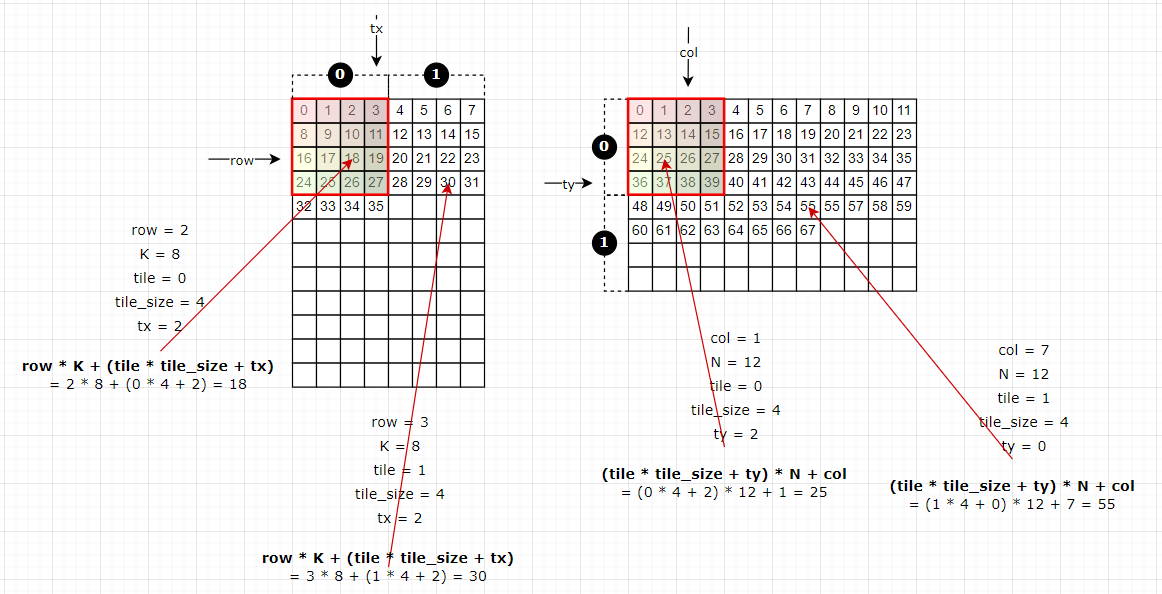 tx
0 1
0 1 2 3 4 5 6 7
8 9 10 11 12 13 14 15
row
16 17 18 19 20 21 22 23
24 25 26 27 28 29 30 31
32 33 34 35
row = 2
K = 8
tile = 0
tile_size = 4
tx = 2
row * K + (tile * tile_size + tx)
= 2 * 8 + (0 * 4 + 2) = 18
row = 3
K = 8
tile = 1
tile_size = 4
tx = 2
row * K + (tile * tile_size + tx)
= 3 * 8 + (1 * 4 + 2) = 30
col
0
1
ty
0 1 2 3 4 5 6 7 8 9 10 11
12 13 14 15 16 17 18 19 20 21 22 23
24 25 26 27 28 29 30 31 32 33 34 35
36 37 38 39 40 41 42 43 44 45 46 47
48 49 50 51 52 53 54 55 55 57 58 59
60 61 62 63 64 65 66 67
col = 1
N = 12
tile = 0
tile_size = 4
ty = 2
(tile * tile_size + ty) * N + col
= (0 * 4 + 2) * 12 + 1 = 25
col = 7
N = 12
tile = 1
tile_size = 4
ty = 0
(tile * tile_size + ty) * N + col
= (1 * 4 + 0) * 12 + 7 = 55